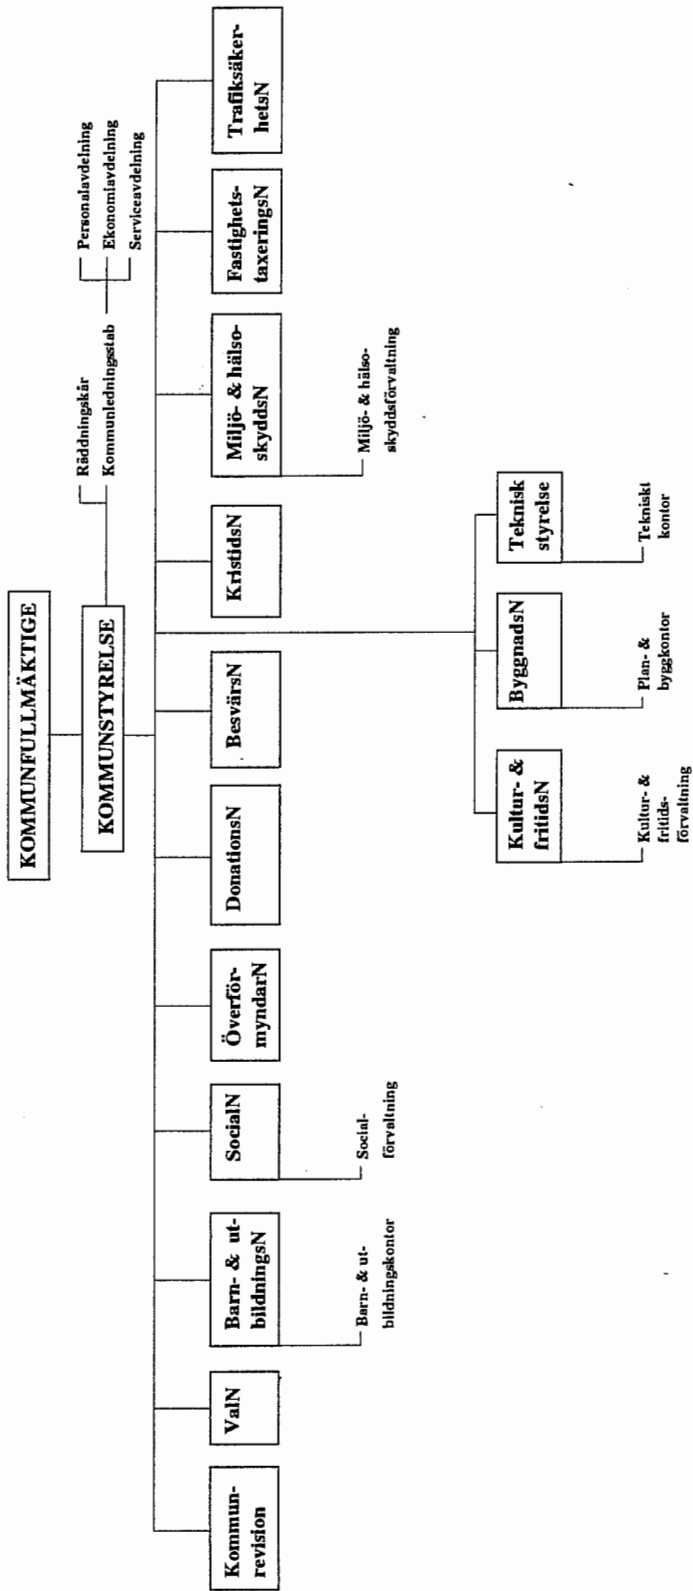 KOMMUNFULLMÄKTIGE
KOMMUNSTYRELSE
Räddningskår
Kommunledningsstab
Personalavdelning
Ekonomiavdelning
Serviceavdelning
Kommun-
revision
ValN
Barn- & ut-
bildningsN
Barn- & ut-
bildningskontor
SocialN
Social-
förvaltning
Överför-
myndarN
DonationsN
BesvärsN
KristidsN
Miljö- & hälso-
skyddsN
Miljö- & hälso-
skyddsförvaltning
Fastighets-
taxeringsN
Trafiksäker-
hetsN
Kultur- &
fritidsN
Kultur- &
fritids-
förvaltning
ByggnadsN
Plan- &
byggkontor
Teknisk
styrelse
Tekniskt
kontor